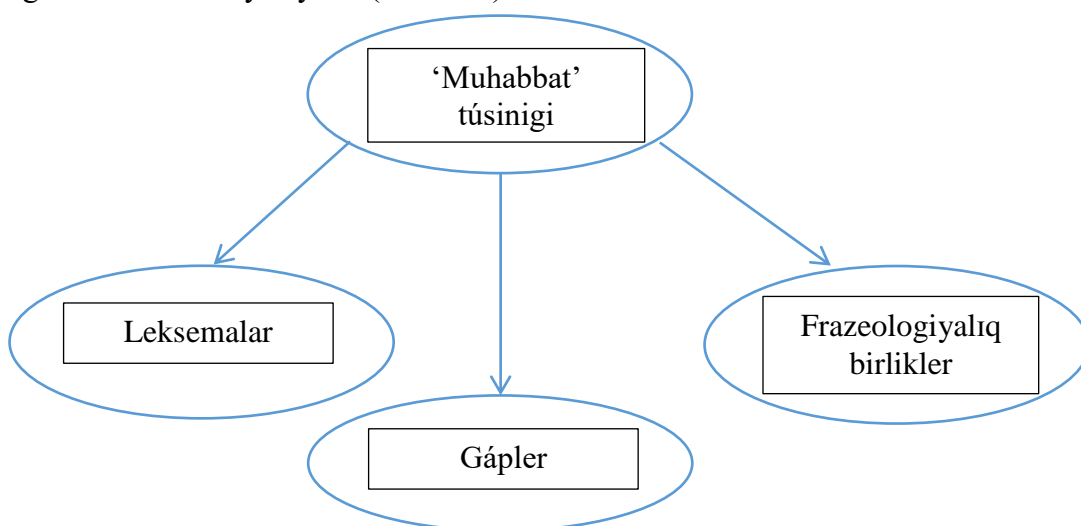 ‘Muhabbat’
túsinigi
Leksemalar
Frazeologiyalıq
birlikler
Gápler